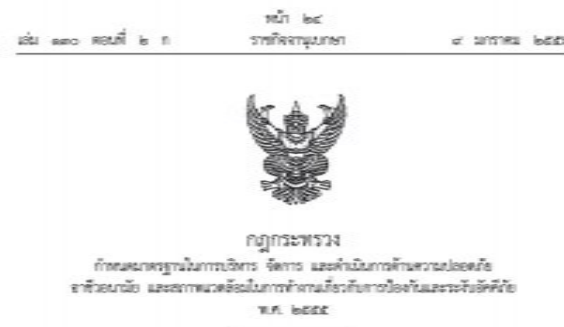 หน้า ๒๔
เล่ม ๑๓๐ ตอนที่ ๒ ก ราชกิจจานุเบกษา ๙ มกราคม
กฎกระทรวง
กำหนดมาตรฐานในการบริหาร จัดการ และดำเนินการด้านความปลอดภัย
อาชีวอนามัย และสภาพแวดล้อมในการทำงานเกี่ยวกับการป้องกันและระงับอัคคีภัย
พ.ศ. ๒๕๕๕